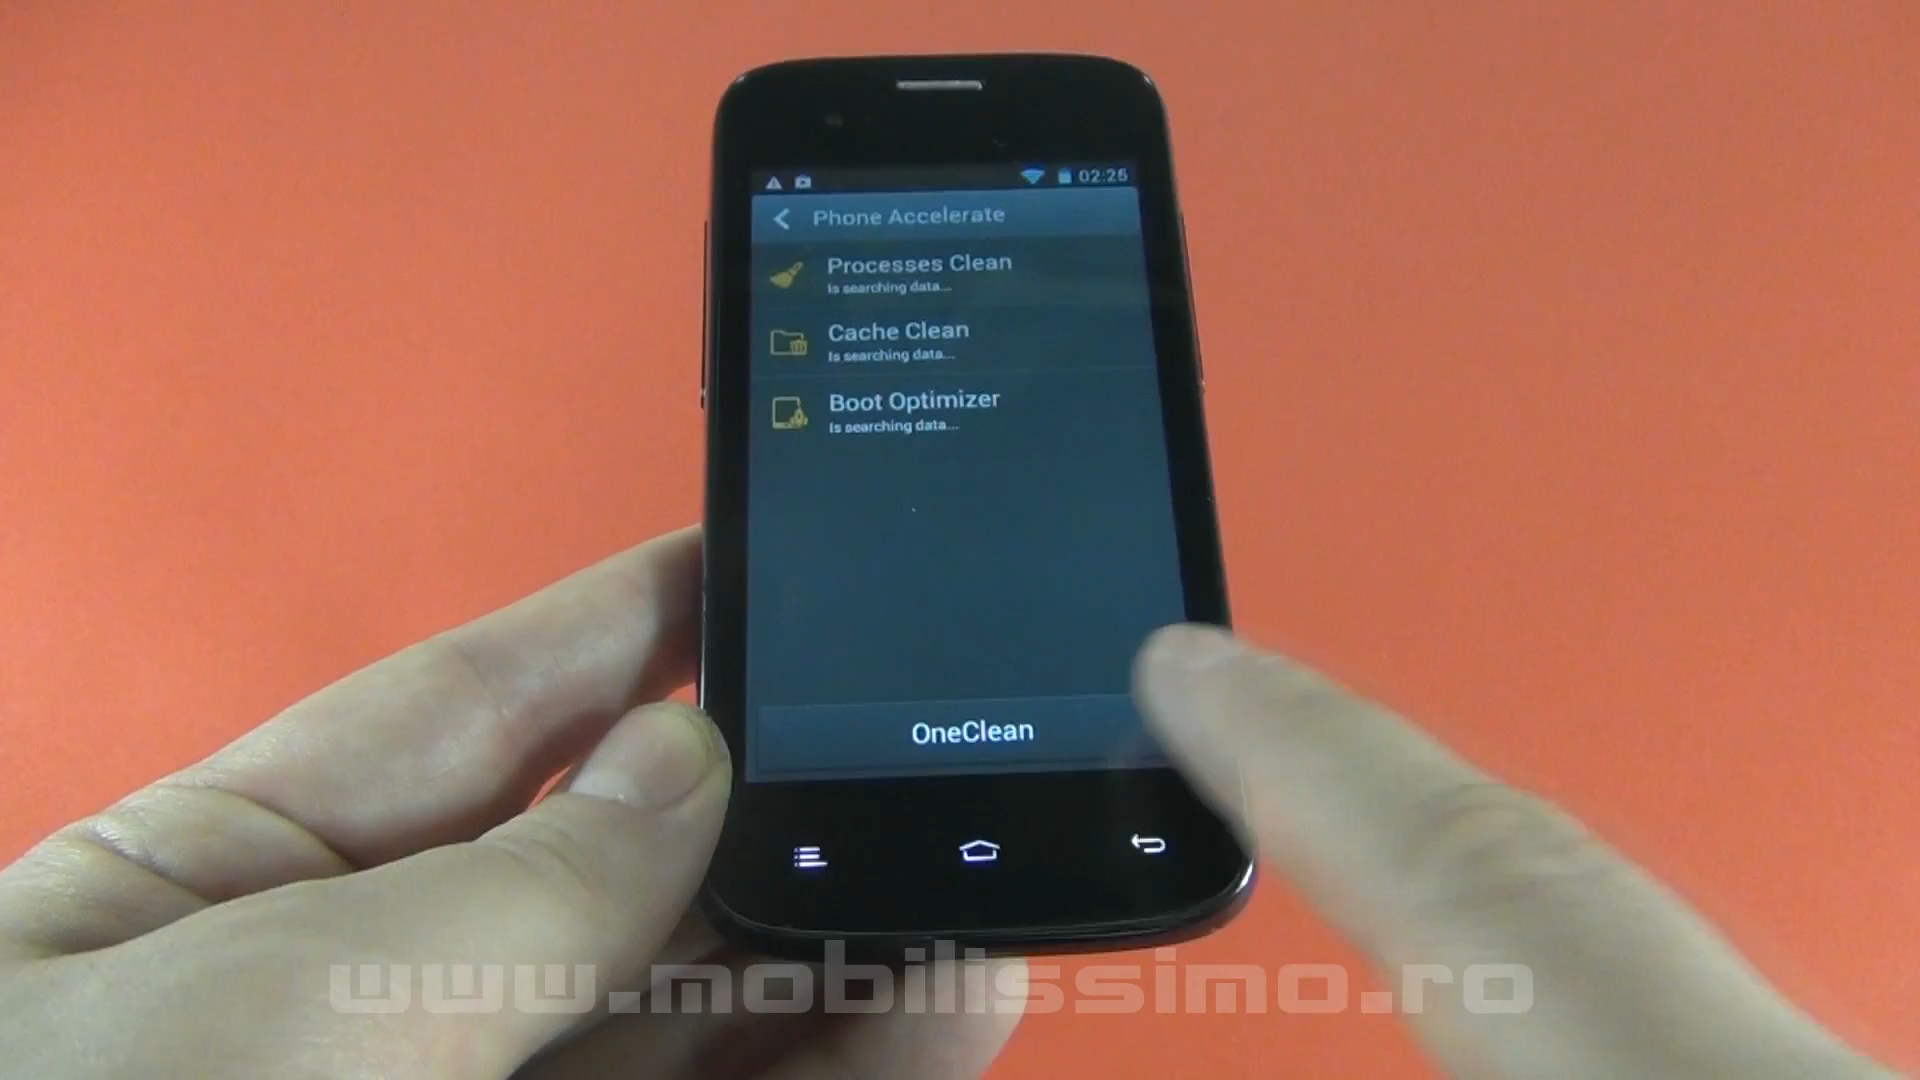 02:25
Phone Accelerate
Processes Clean
Is searching data...
Cache Clean
Is searching data...
Boot Optimizer
Is searching data...
OneClean
www.mobilissimo.ro